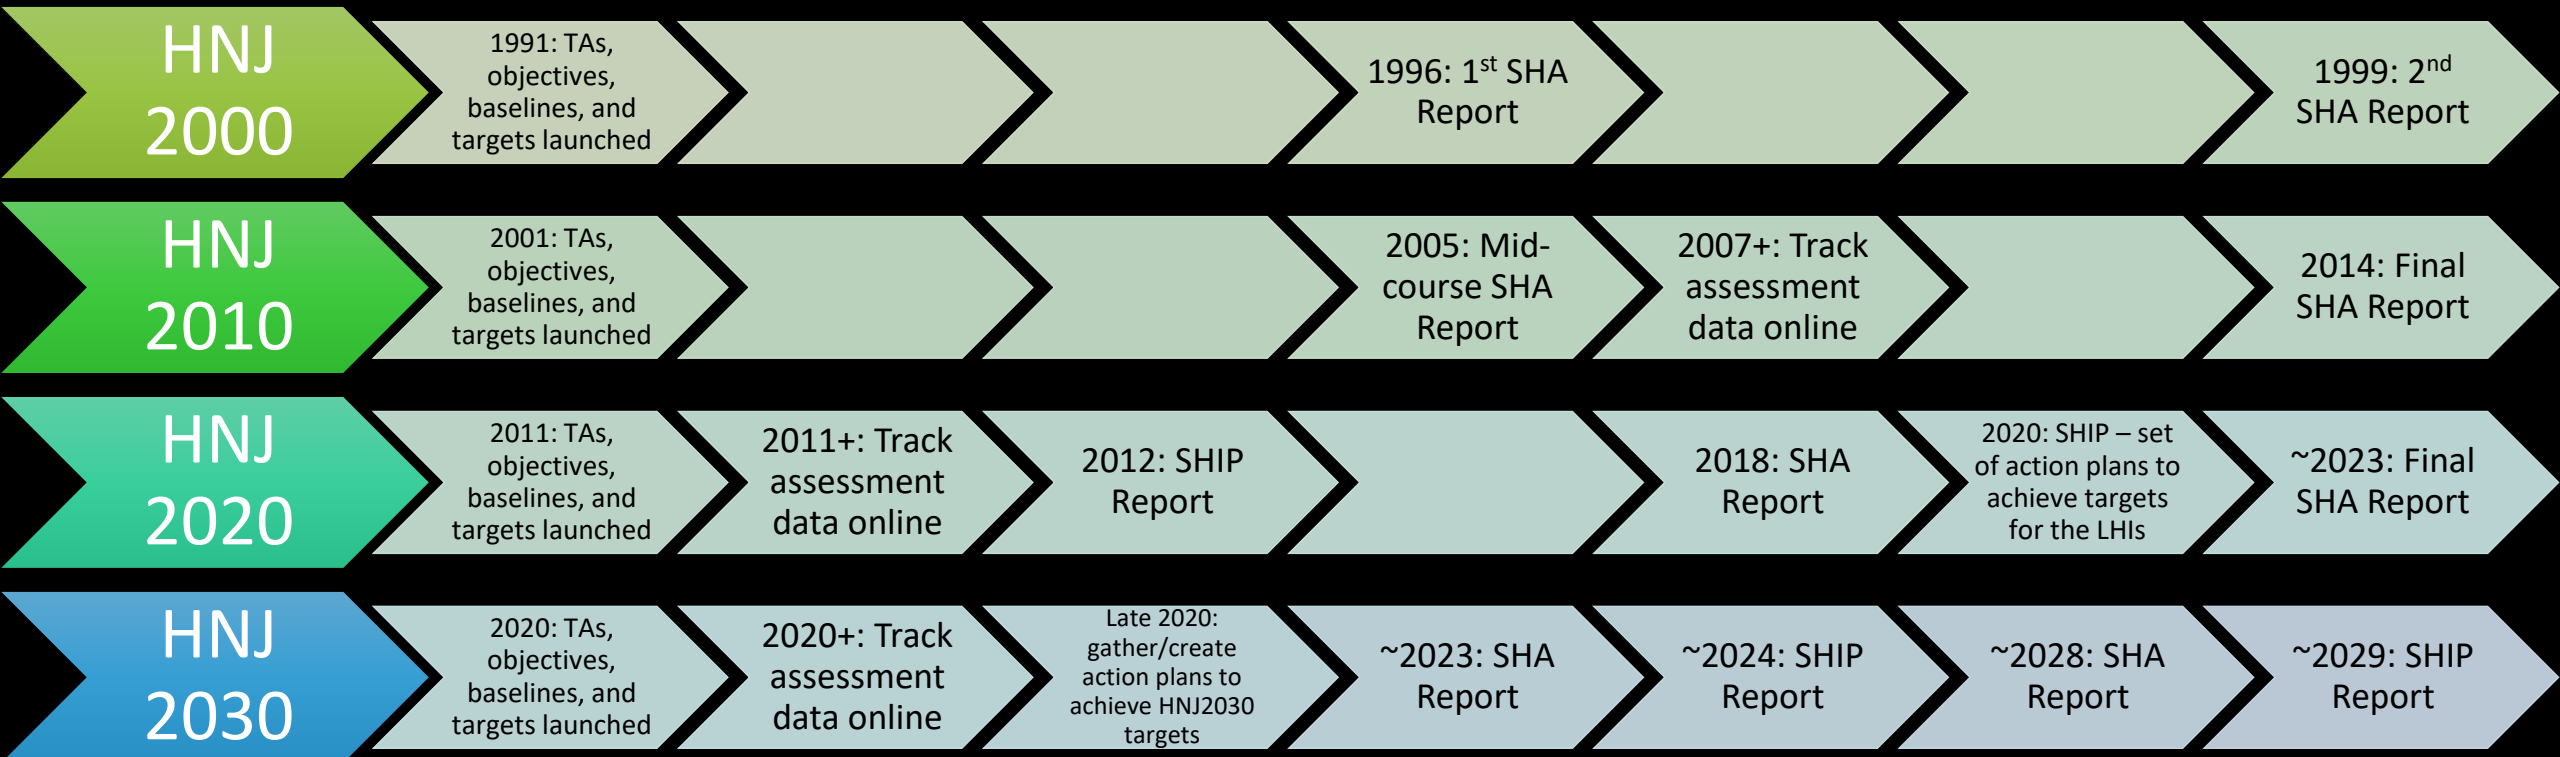 HNJ
2000
1991: TAs,
objectives,
baselines, and
targets launched
1996: 1st SHA
Report
1999: 2nd
SHA Report
HNJ
2010
2001: TAs,
objectives,
baselines, and
targets launched
2005: Mid-
course SHA
Report
2007+: Track
assessment
data online
2014: Final
SHA Report
HNJ
2020
2011: TAs,
objectives,
baselines, and
targets launched
2011+: Track
assessment
data online
2012: SHIP
Report
2018: SHA
Report
2020: SHIP – set
of action plans to
achieve targets
for the LHIs
~2023: Final
SHA Report
HNJ
2030
2020: TAs,
objectives,
baselines, and
targets launched
2020+: Track
assessment
data online
Late 2020:
gather/create
action plans to
achieve HNJ2030
targets
~2023: SHA
Report
~2024: SHIP
Report
~2028: SHA
Report
~2029: SHIP
Report